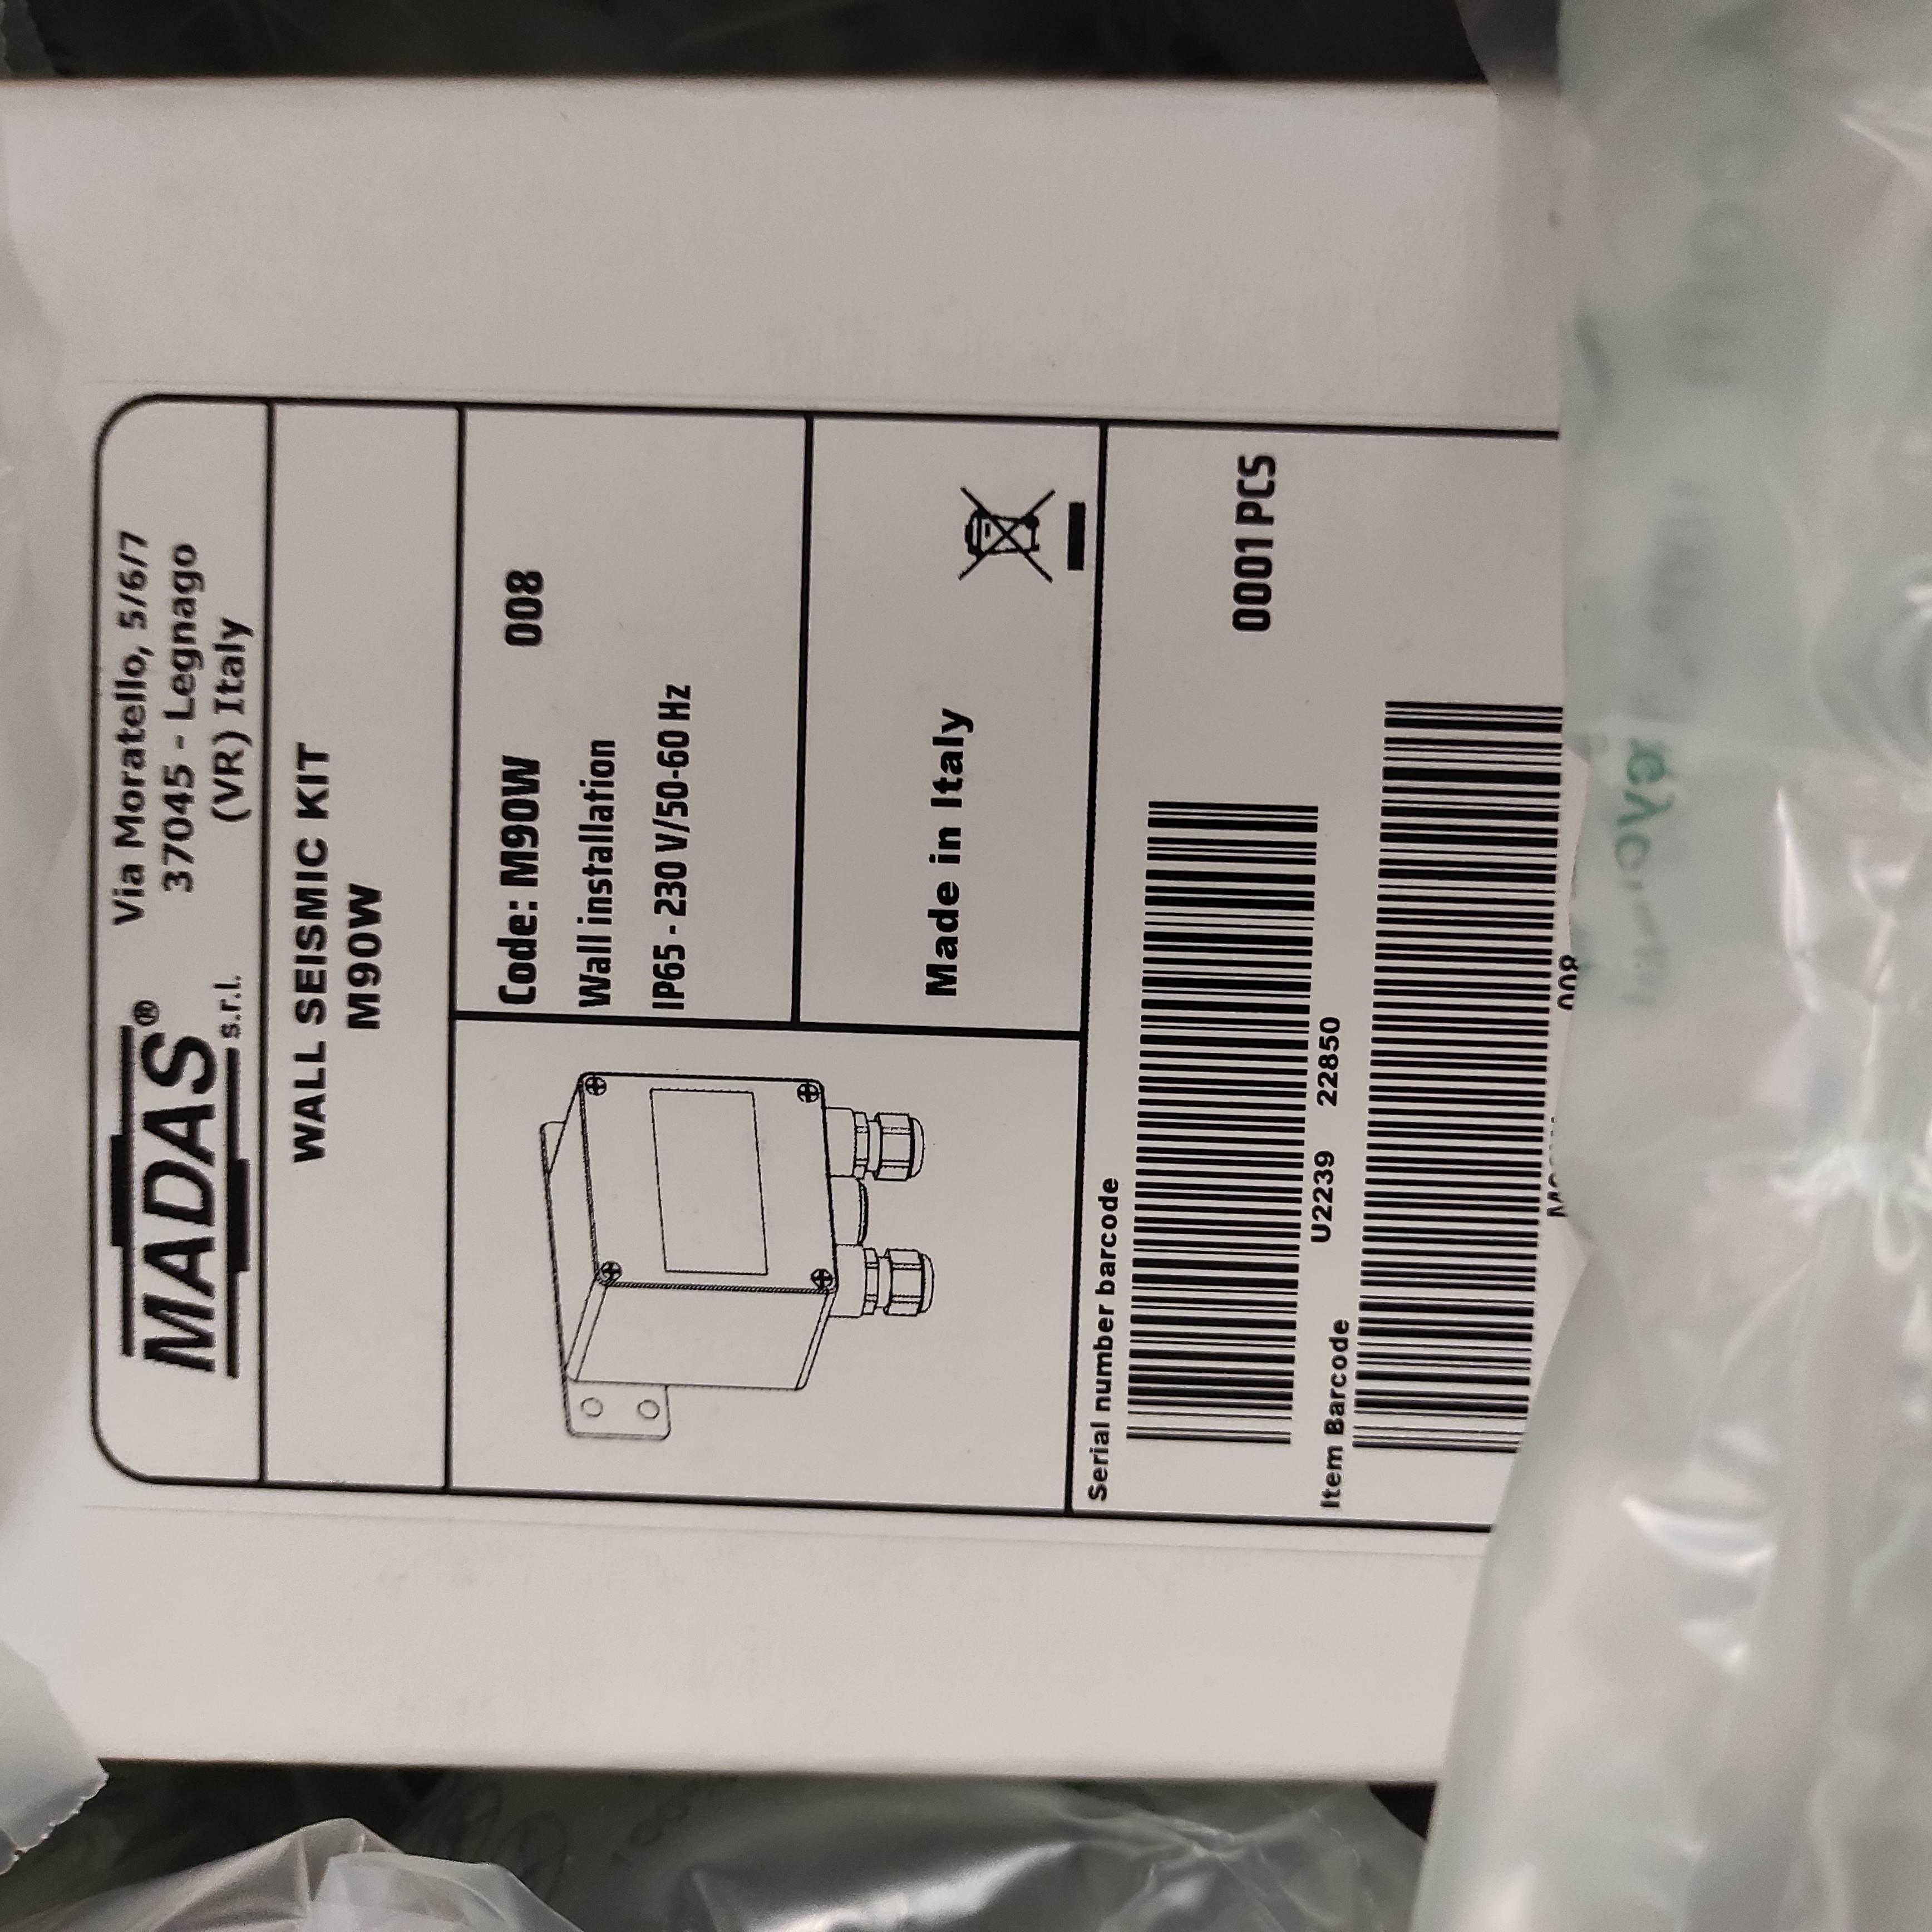 MADAS®
s.r.l.
Via Moratello, 5/6/7
37045 - Legnago
(VR) Italy
WALL SEISMIC KIT
M90W
Code: M90W 008
Wall installation
IP65 - 230 V/50-60 Hz
Made in Italy
Serial number barcode
0001 PCS
U2239 22850
Item Barcode
008